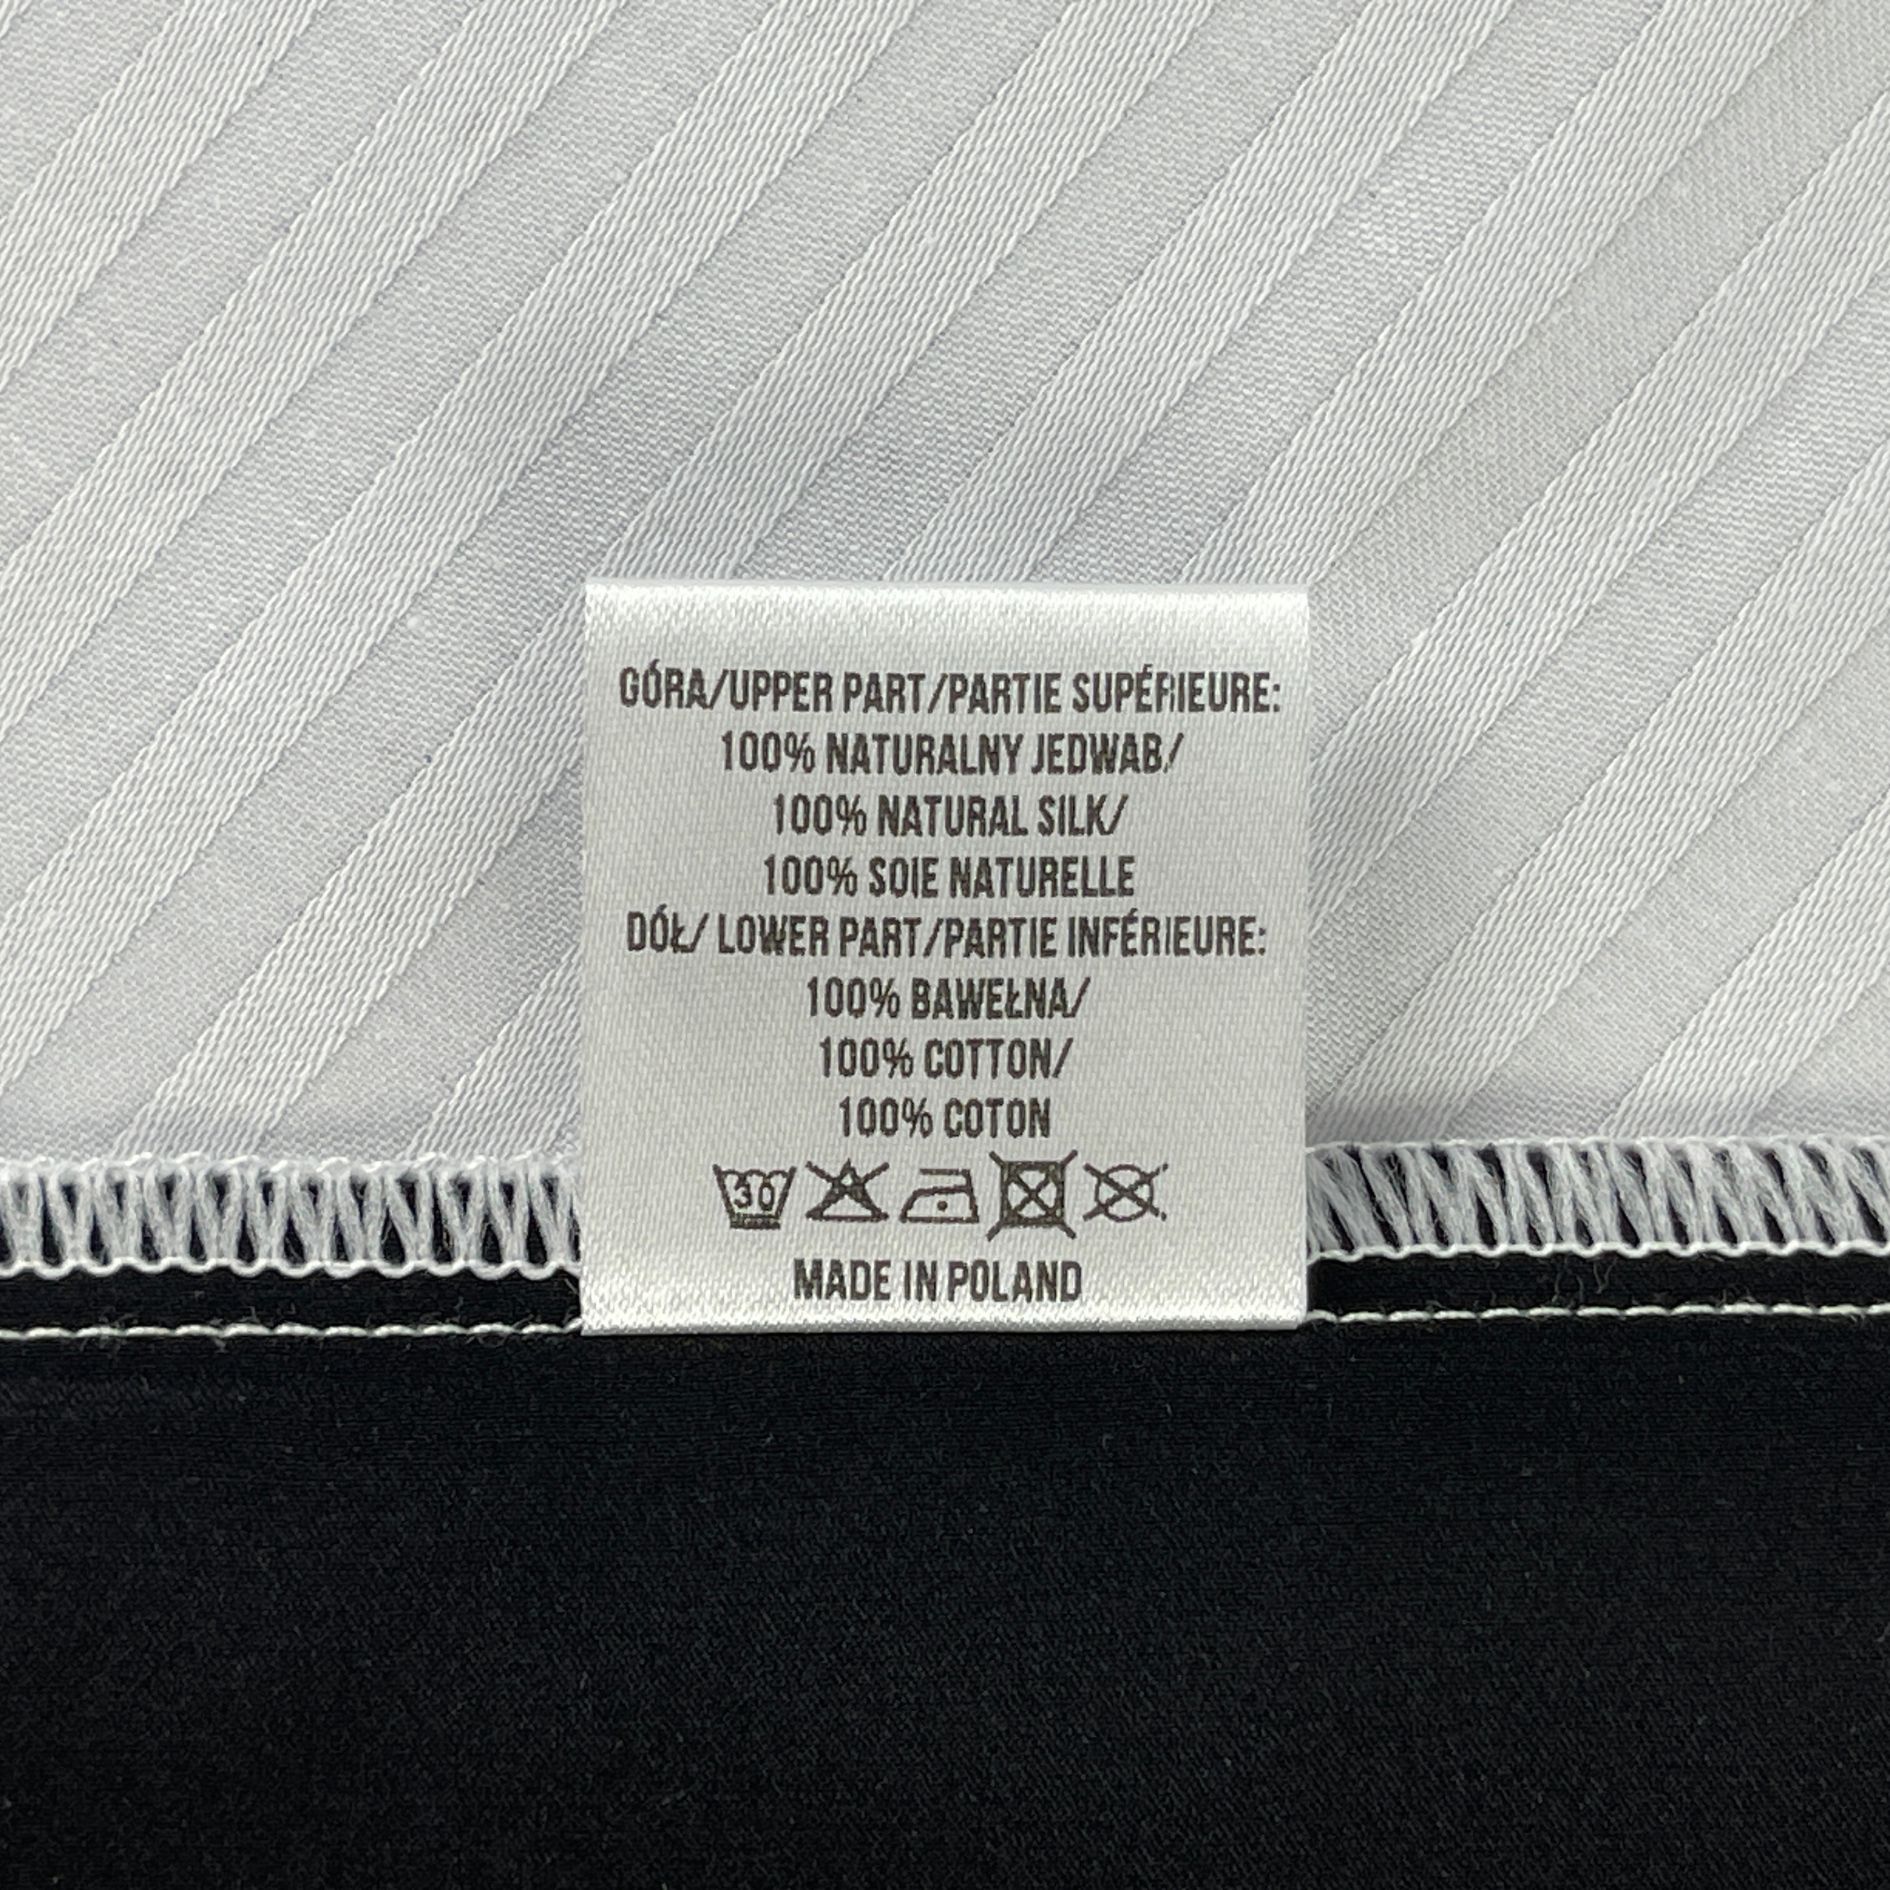 GÓRA/UPPER PART/PARTIE SUPÉRIEURE:
100% NATURALNY JEDWAB/
100% NATURAL SILK/
100% SOIE NATURELLE
DÓŁ/ LOWER PART/PARTIE INFÉRIEURE:
100% BAWEŁNA/
100% COTTON/
100% COTON
30
MADE IN POLAND